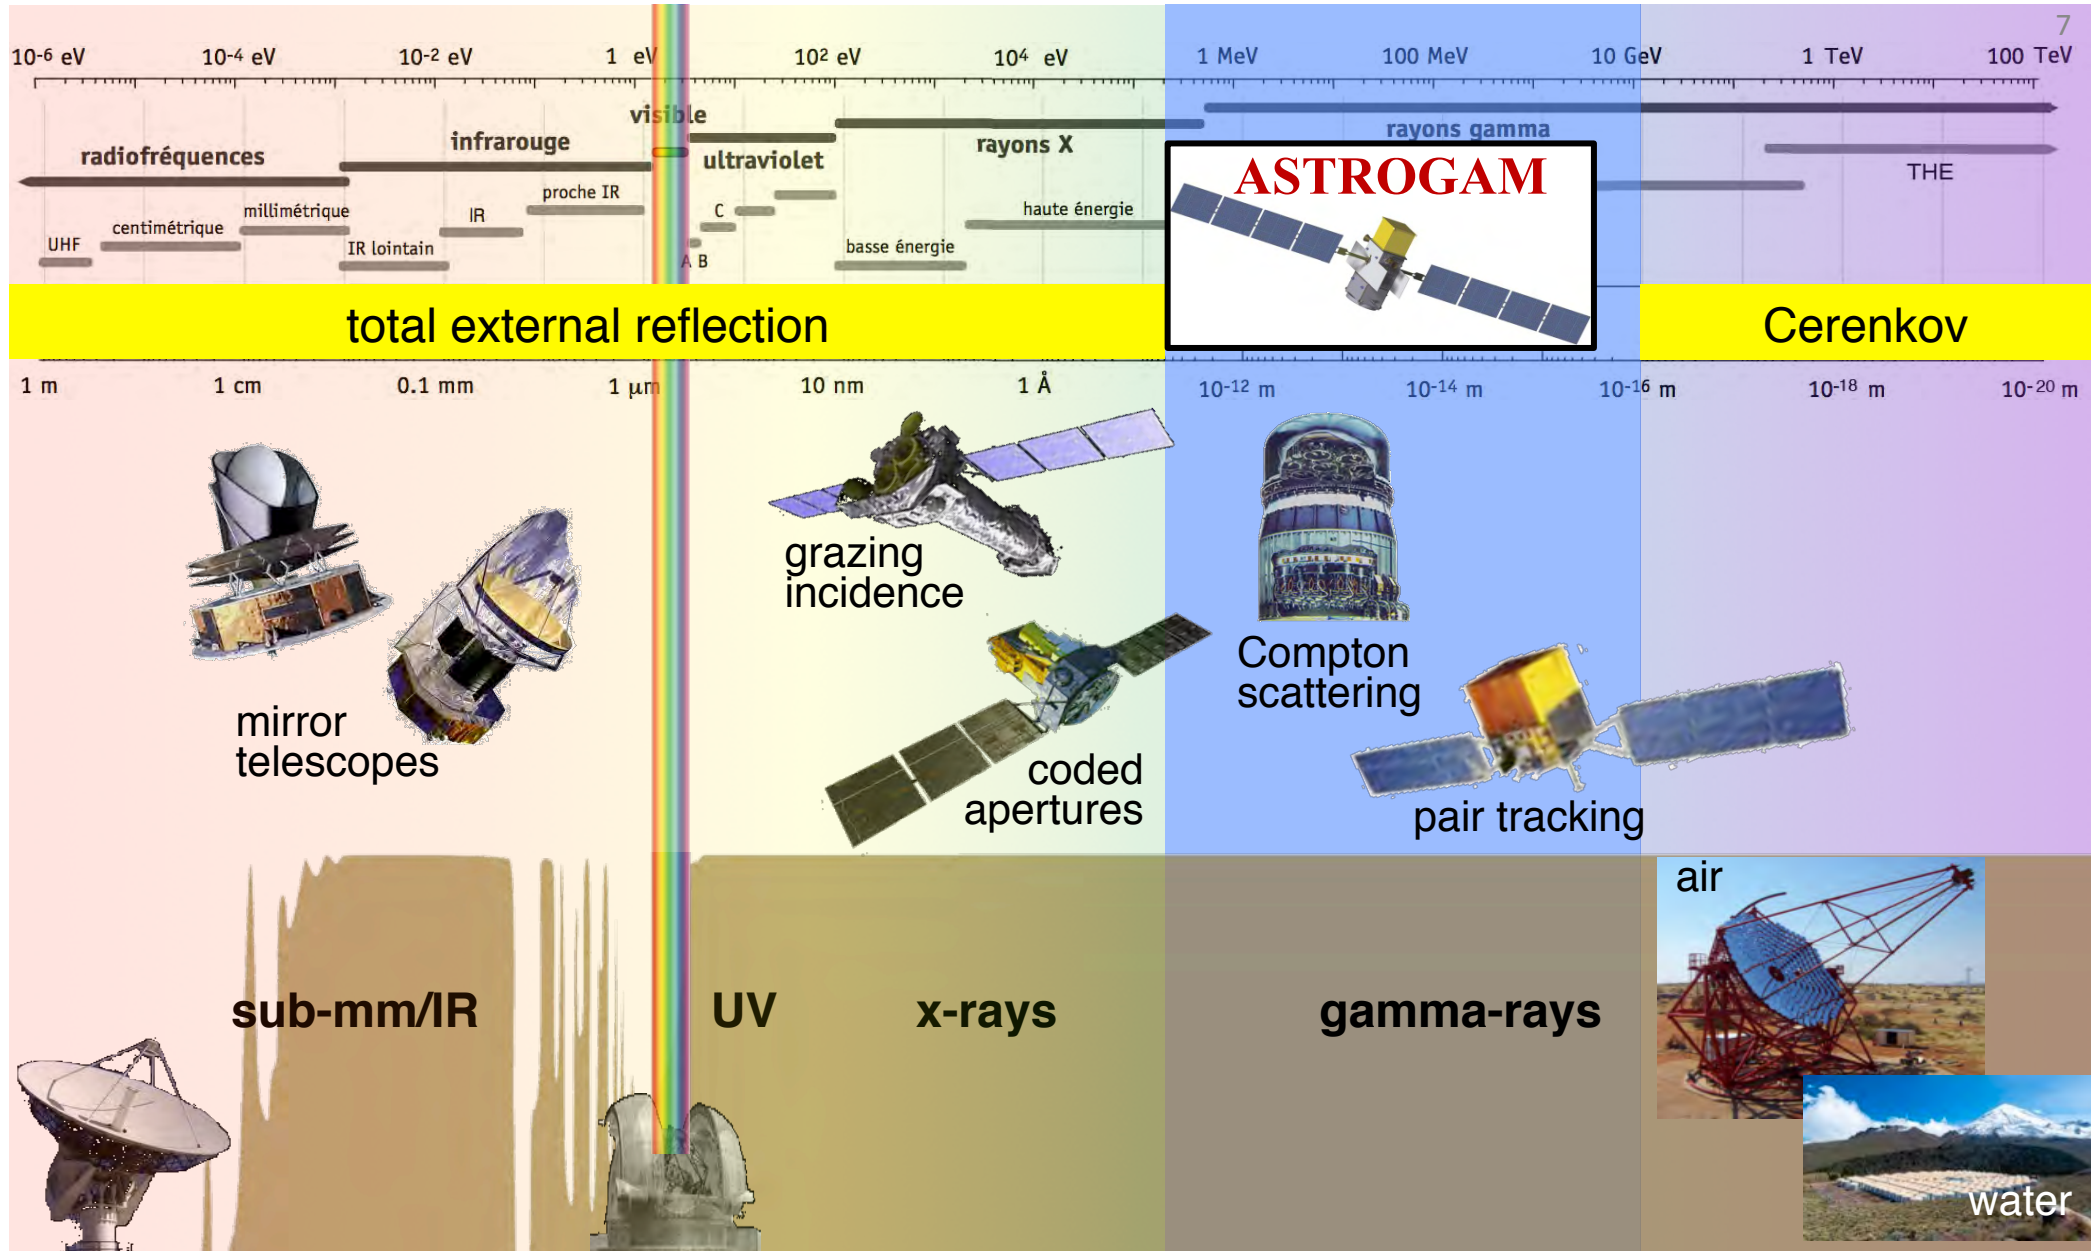 7
10-6 eV 10-4 eV 10-2 eV 1 eV 10² eV 10⁴ eV 1 MeV 100 MeV 10 GeV 1 TeV 100 TeV
visible
radiofréquences infrarouge ultraviolet rayons X rayons gamma
THE
UHF centimétrique millimétrique IR lointain IR proche IR A B C basse énergie haute énergie
ASTROGAM
total external reflection Cerenkov
1 m 1 cm 0.1 mm 1 μm 10 nm 1 Å 10-12 m 10-14 m 10-16 m 10-18 m 10-20 m
mirror
telescopes
grazing
incidence
coded
apertures
Compton
scattering
pair tracking
air
sub-mm/IR UV x-rays gamma-rays
water